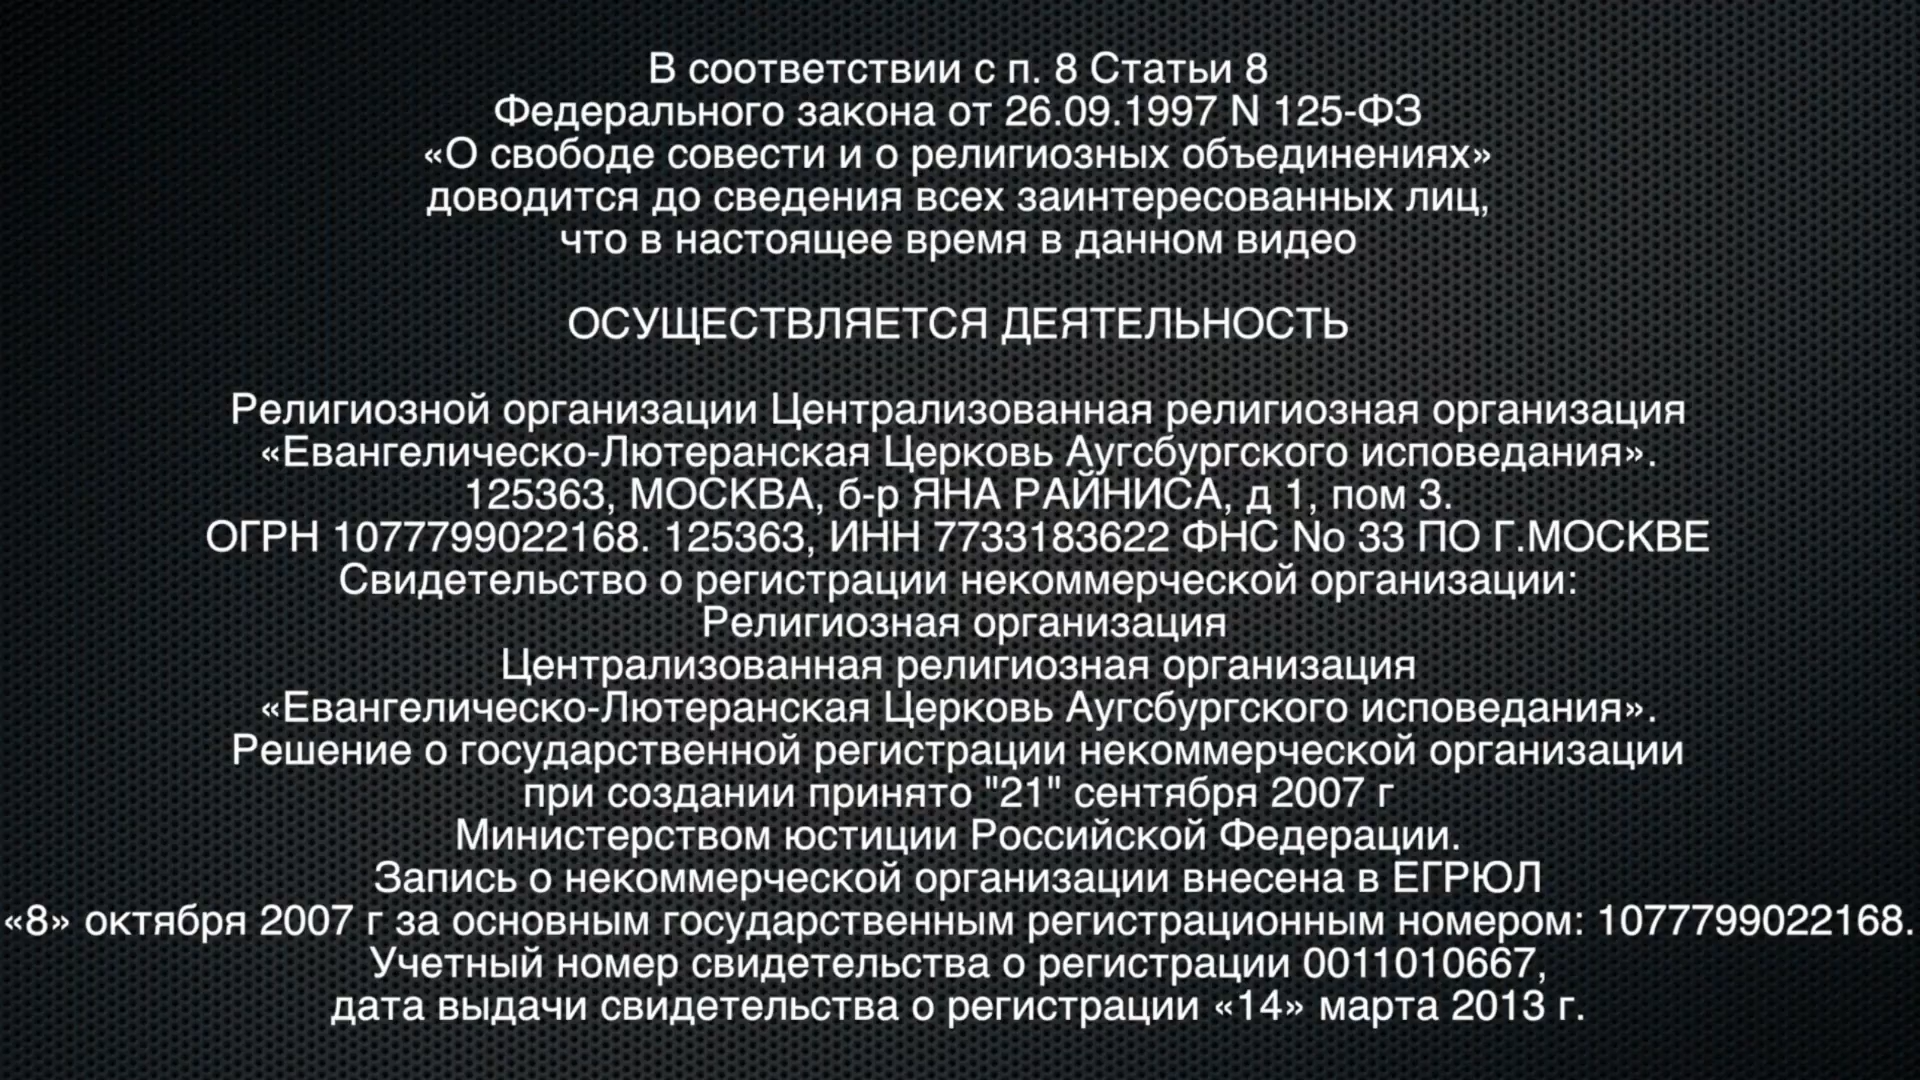 В соответствии с п. 8 Статьи 8
Федерального закона от 26.09.1997 N 125-ФЗ
«О свободе совести и о религиозных объединениях»
доводится до сведения всех заинтересованных лиц,
что в настоящее время в данном видео
ОСУЩЕСТВЛЯЕТСЯ ДЕЯТЕЛЬНОСТЬ
Религиозной организации Централизованная религиозная организация
«Евангелическо-Лютеранская Церковь Аугсбургского исповедания».
125363, МОСКВА, б-р ЯНА РАЙНИСА, д 1, пом 3.
ОГРН 1077799022168. 125363, ИНН 7733183622 ФНС No 33 ПО Г.МОСКВЕ
Свидетельство о регистрации некоммерческой организации:
Религиозная организация
Централизованная религиозная организация
«Евангелическо-Лютеранская Церковь Аугсбургского исповедания».
Решение о государственной регистрации некоммерческой организации
при создании принято "21" сентября 2007 г
Министерством юстиции Российской Федерации.
Запись о некоммерческой организации внесена в ЕГРЮЛ
«8» октября 2007 г за основным государственным регистрационным номером: 1077799022168.
Учетный номер свидетельства о регистрации 0011010667,
дата выдачи свидетельства о регистрации «14» марта 2013 г.